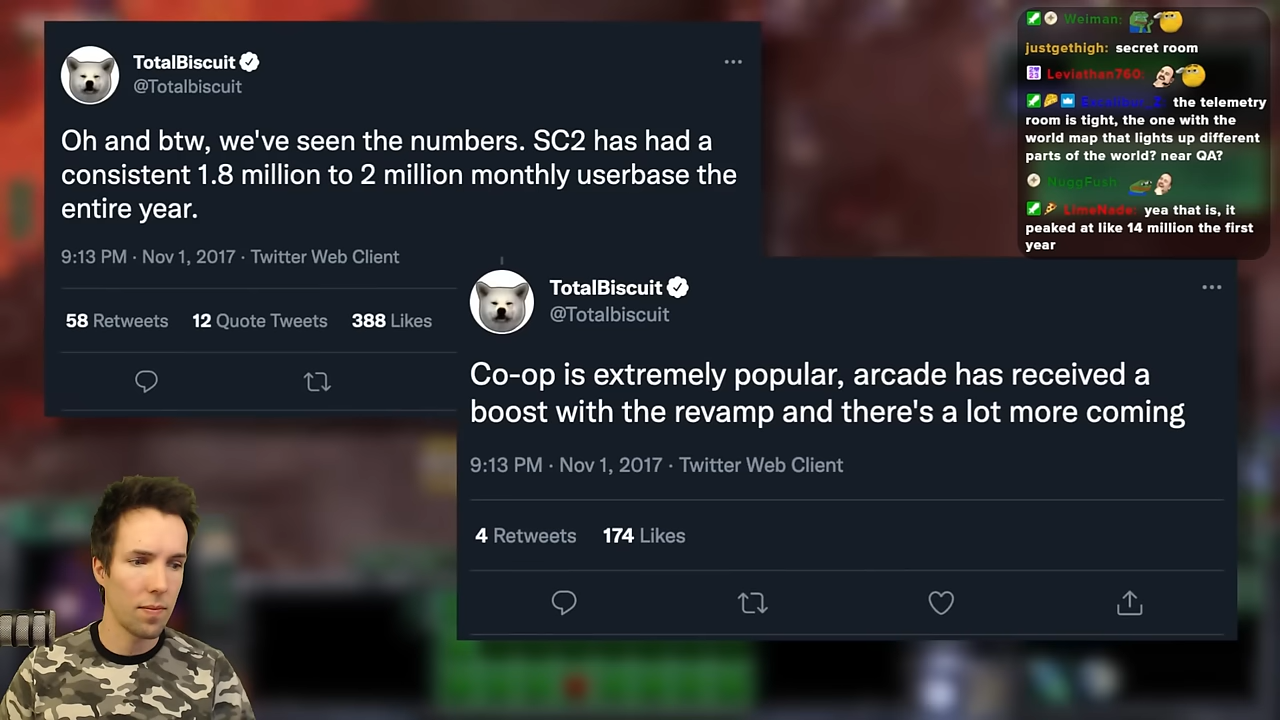 TotalBiscuit
@Totalbiscuit
Oh and btw, we've seen the numbers. SC2 has had a
consistent 1.8 million to 2 million monthly userbase the
entire year.
9:13 PM · Nov 1, 2017 · Twitter Web Client
58 Retweets 12 Quote Tweets 388 Likes
TotalBiscuit
@Totalbiscuit
Co-op is extremely popular, arcade has received a
boost with the revamp and there's a lot more coming
9:13 PM · Nov 1, 2017 · Twitter Web Client
4 Retweets 174 Likes
Weiman:
justgethigh: secret room
Leviathan760:
the telemetry
room is tight, the one with the
world map that lights up different
parts of the world? near QA?
NuggFush
LimeNade: yea that is, it
peaked at like 14 million the first
year